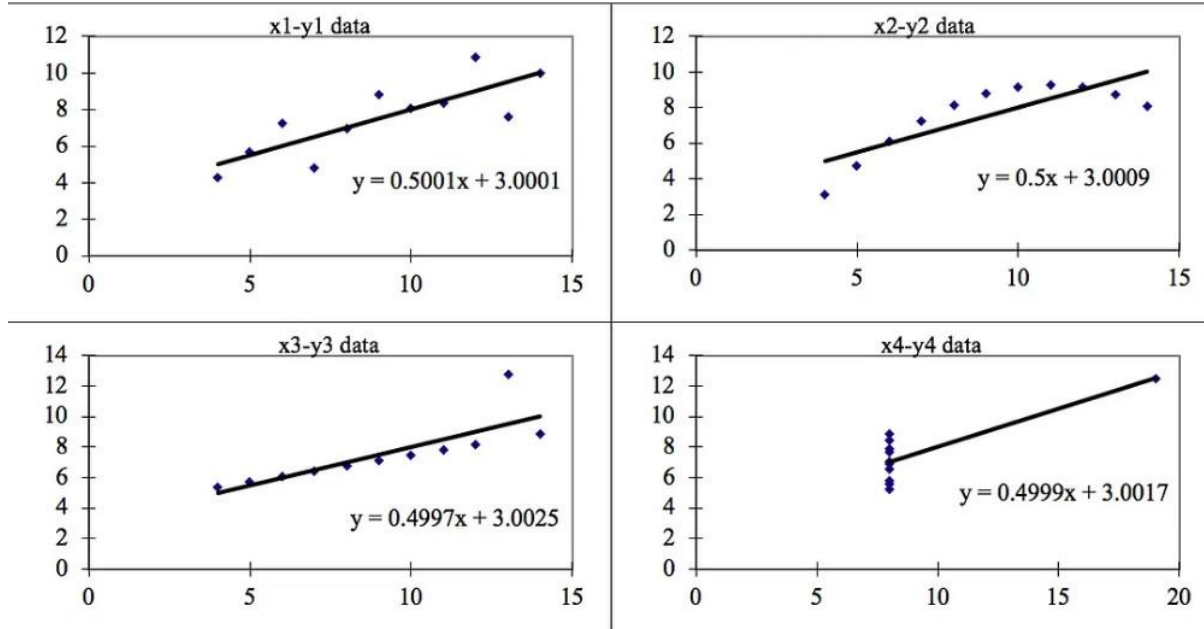 x1-y1 data
12
10
8
6
4
2
0
y = 0.5001x + 3.0001
0 5 10 15
x2-y2 data
12
10
8
6
4
2
0
y = 0.5x + 3.0009
0 5 10 15
x3-y3 data
14
12
10
8
6
4
2
0
y = 0.4997x + 3.0025
0 5 10 15
x4-y4 data
14
12
10
8
6
4
2
0
y = 0.4999x + 3.0017
0 5 10 15 20